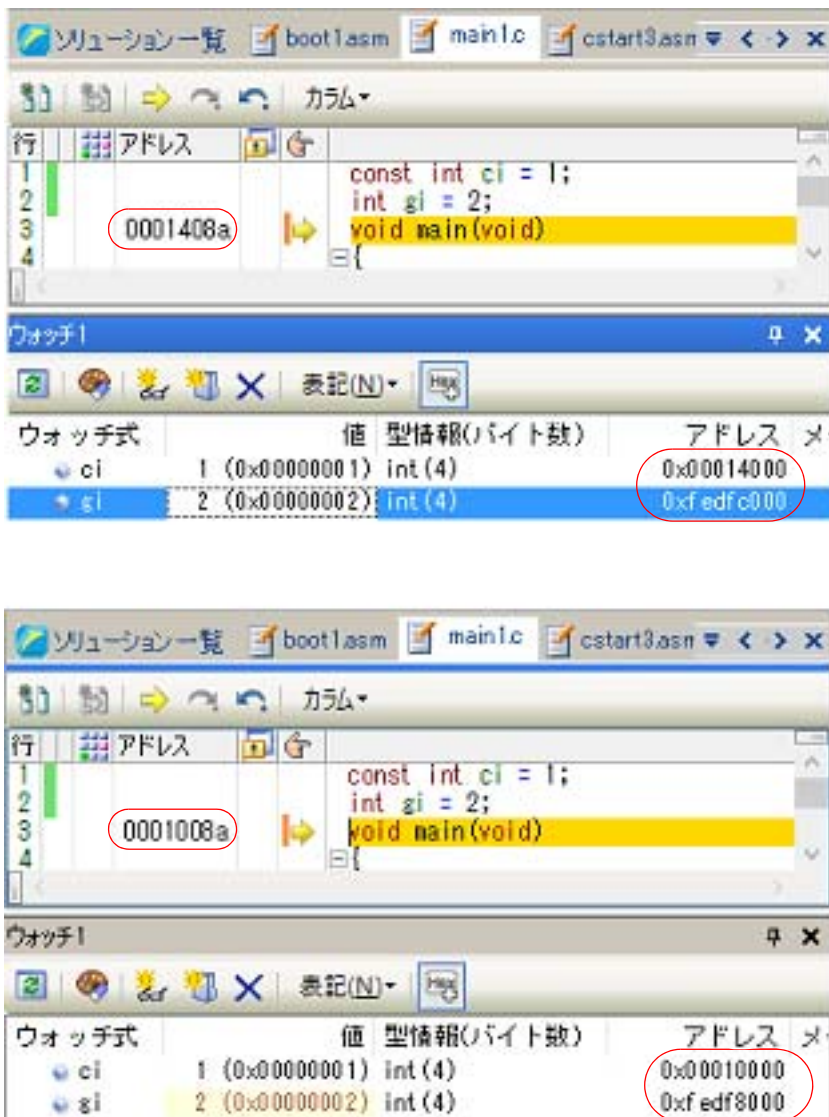 ソリューション一覧 boot1.asm main1.c cstart3.asm
カラム
行 アドレス
1 const int ci = 1;
2 int gi = 2;
3 0001408a void main(void)
4 {
ウォッチ1
表記(N) Hex
ウォッチ式 値 型情報(バイト数) アドレス メ
ci 1 (0x00000001) int(4) 0x00014000
gi 2 (0x00000002) int(4) 0xfedfc000
ソリューション一覧 boot1.asm main1.c cstart3.asm
カラム
行 アドレス
1 const int ci = 1;
2 int gi = 2;
3 0001008a void main(void)
4 {
ウォッチ1
表記(N) Hex
ウォッチ式 値 型情報(バイト数) アドレス メ
ci 1 (0x00000001) int(4) 0x00010000
gi 2 (0x00000002) int(4) 0xfedf8000